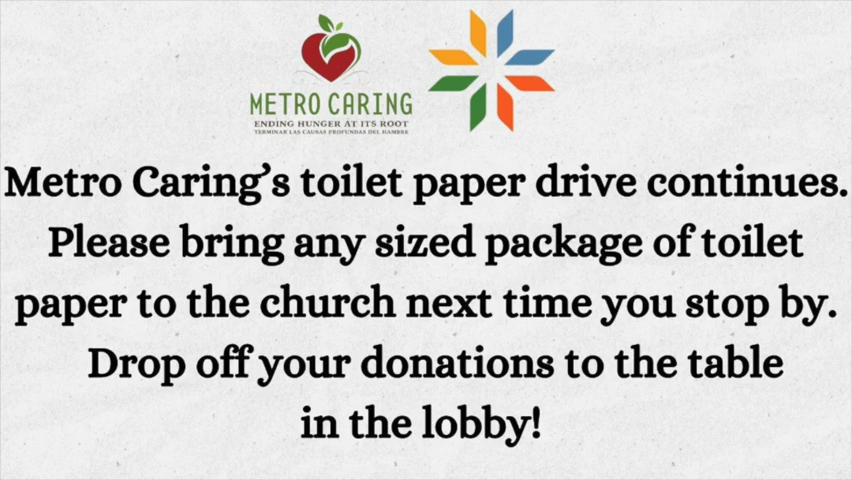 METRO CARING
ENDING HUNGER AT ITS ROOT
TERMINAR LAS CAUSAS PROFUNDAS DEL HAMBRE
Metro Caring’s toilet paper drive continues.
Please bring any sized package of toilet
paper to the church next time you stop by.
Drop off your donations to the table
in the lobby!